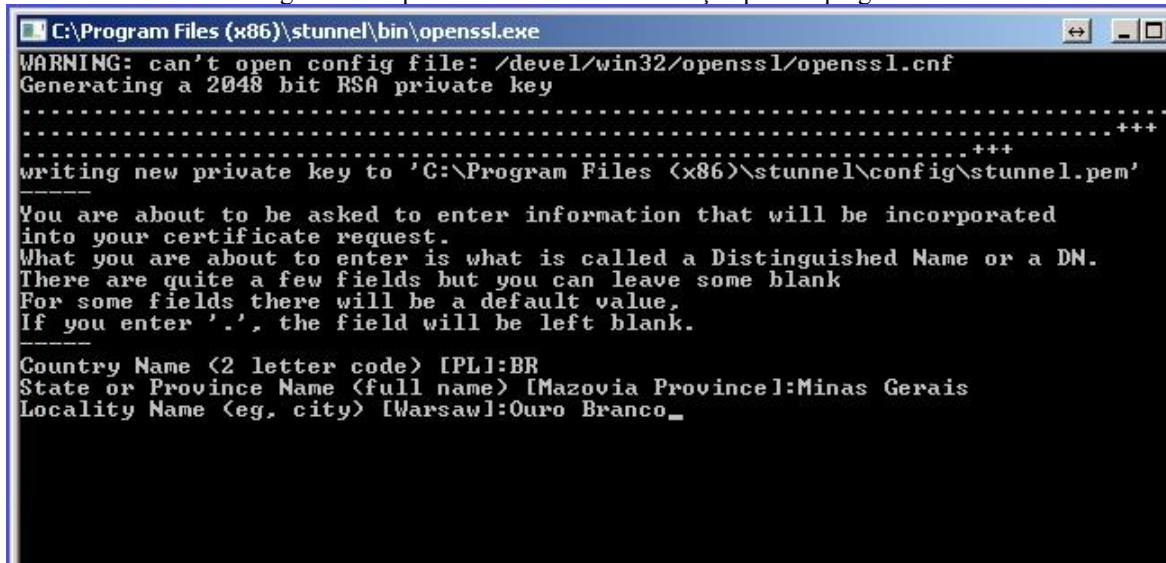 C:\Program Files (x86)\stunnel\bin\openssl.exe
WARNING: can't open config file: /devel/win32/openssl/openssl.cnf
Generating a 2048 bit RSA private key
................................................................................
............................................................................+++
..................................................................+++
writing new private key to 'C:\Program Files (x86)\stunnel\config\stunnel.pem'
-----
You are about to be asked to enter information that will be incorporated
into your certificate request.
What you are about to enter is what is called a Distinguished Name or a DN.
There are quite a few fields but you can leave some blank
For some fields there will be a default value,
If you enter '.', the field will be left blank.
-----
Country Name (2 letter code) [PL]:BR
State or Province Name (full name) [Mazovia Province]:Minas Gerais
Locality Name (eg, city) [Warsaw]:Ouro Branco_